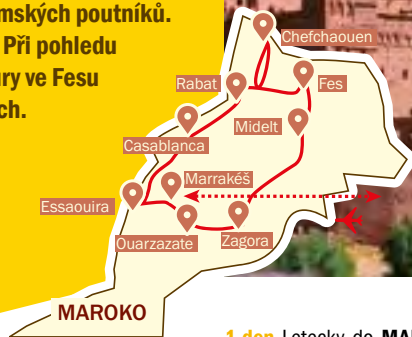 mských poutníků.
Při pohledu
ry ve Fesu
ch.
Chefchaouen
Rabat
Fes
Midelt
Casablanca
Marrakéš
Essaouira
Ouarzazate
Zagora
MAROKO
1 den Letecky do MA